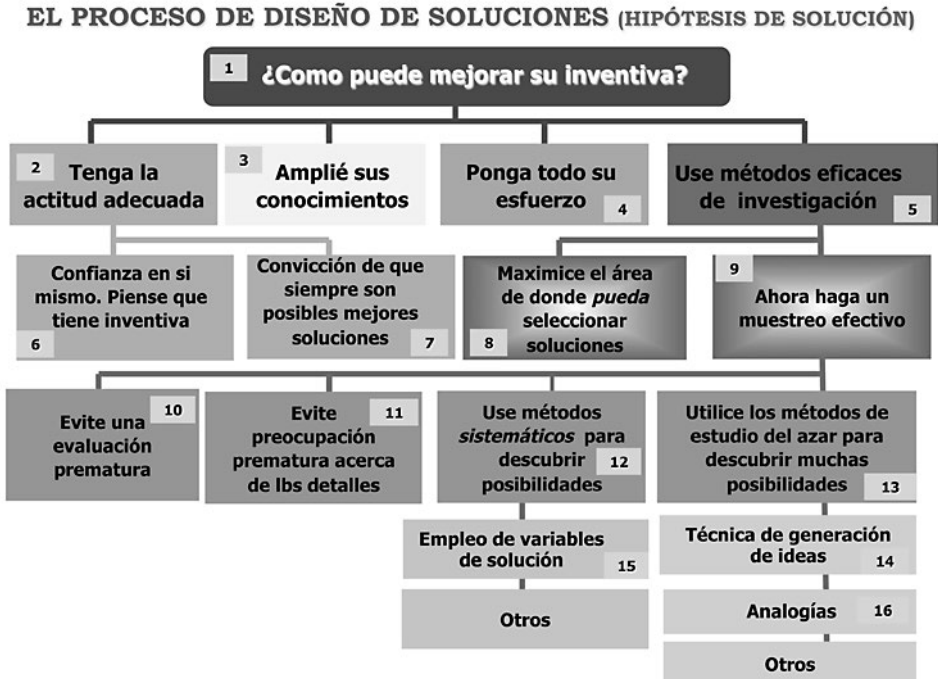 EL PROCESO DE DISEÑO DE SOLUCIONES (HIPÓTESIS DE SOLUCIÓN)
1 ¿Como puede mejorar su inventiva?
2 Tenga la
actitud adecuada
3 Amplié sus
conocimientos
Ponga todo su
esfuerzo 4
Use métodos eficaces
de investigación 5
Confianza en si
mismo. Piense que
tiene inventiva
6
Convicción de que
siempre son
posibles mejores
soluciones 7
Maximice el área
de donde pueda
seleccionar
8 soluciones
9
Ahora haga un
muestreo efectivo
10
Evite una
evaluación
prematura
Evite 11
preocupación
prematura acerca
de lbs detalles
Use métodos
sistemáticos para
descubrir 12
posibilidades
Utilice los métodos de
estudio del azar para
descubrir muchas
posibilidades 13
Empleo de variables
de solución 15
Otros
Técnica de generación
de ideas 14
Analogías 16
Otros